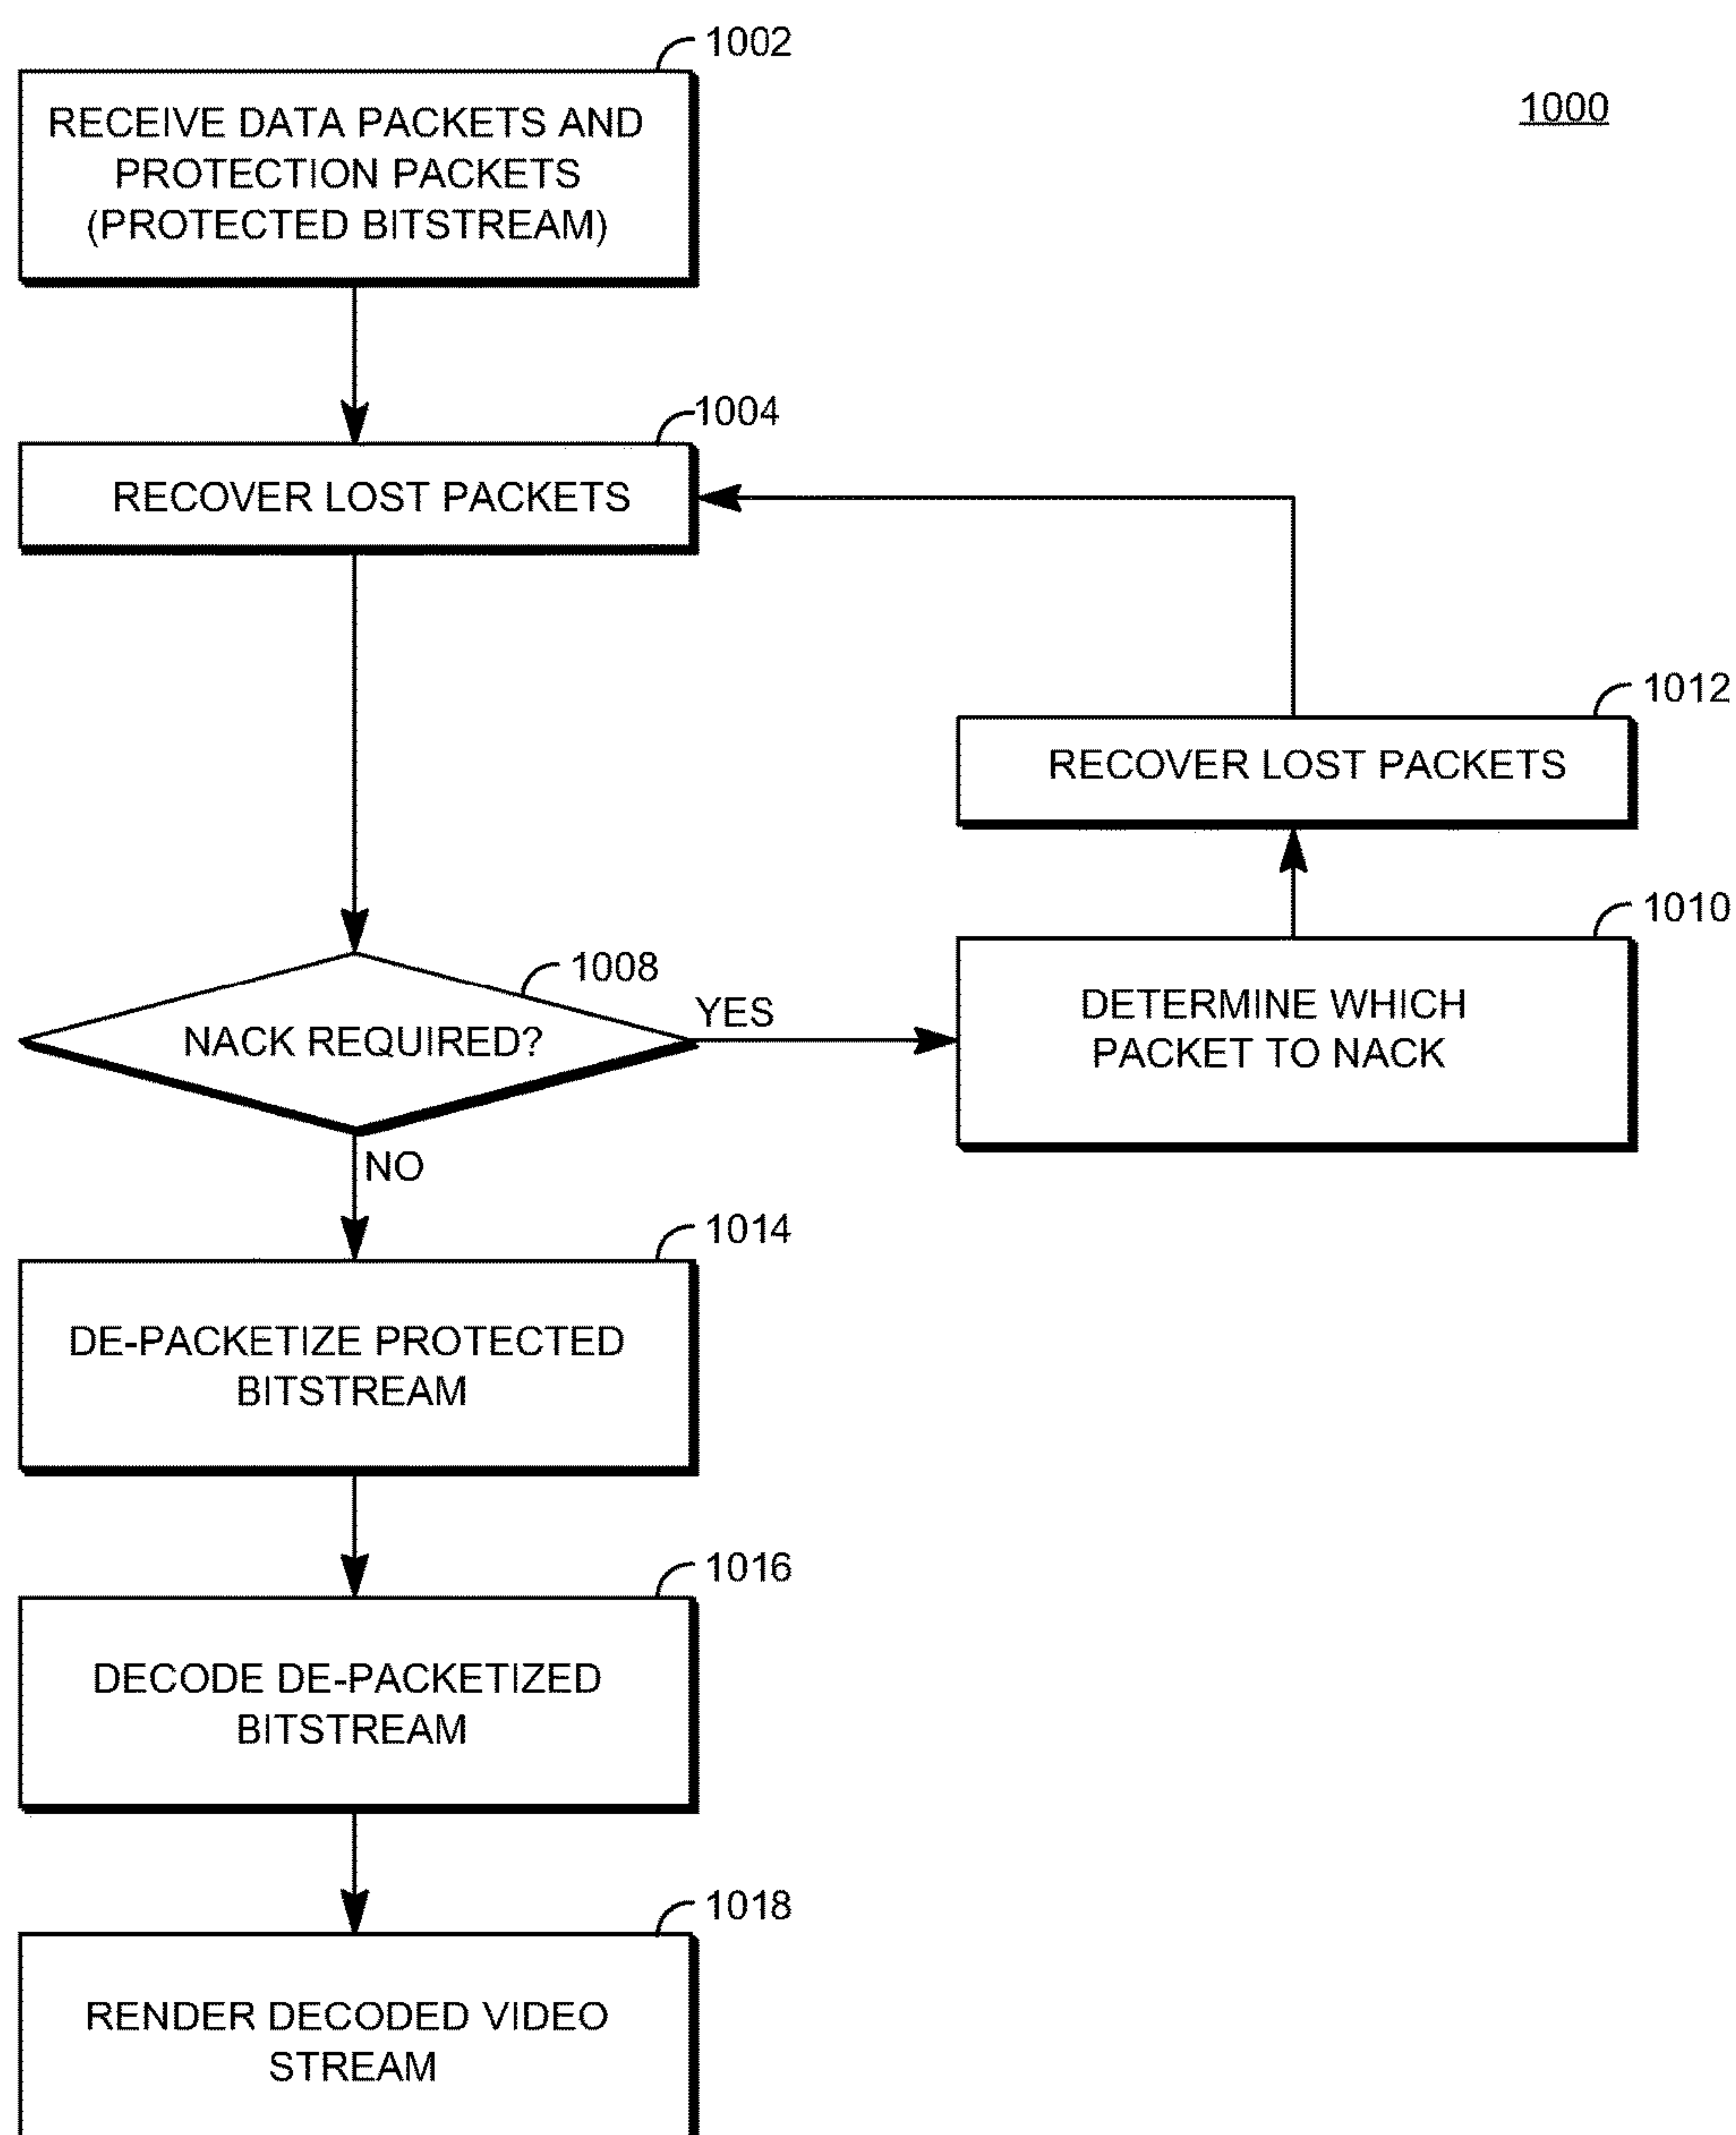 1002
1000
RECEIVE DATA PACKETS AND
PROTECTION PACKETS
(PROTECTED BITSTREAM)
1004
RECOVER LOST PACKETS
1012
RECOVER LOST PACKETS
1010
DETERMINE WHICH
PACKET TO NACK
1008
NACK REQUIRED?
YES
NO
1014
DE-PACKETIZE PROTECTED
BITSTREAM
1016
DECODE DE-PACKETIZED
BITSTREAM
1018
RENDER DECODED VIDEO
STREAM